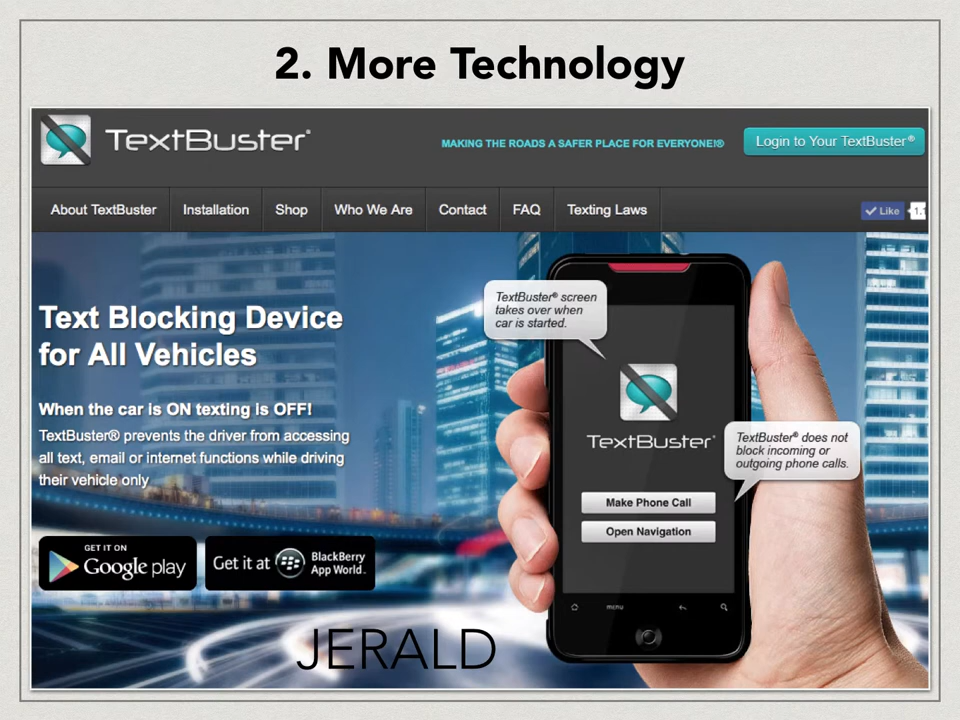 2. More Technology
TextBuster®
MAKING THE ROADS A SAFER PLACE FOR EVERYONE!®
Login to Your TextBuster®
About TextBuster Installation Shop Who We Are Contact FAQ Texting Laws
Like
TextBuster® screen
takes over when
car is started.
Text Blocking Device
for All Vehicles
When the car is ON texting is OFF!
TextBuster® prevents the driver from accessing
all text, email or internet functions while driving
their vehicle only
TextBuster®
TextBuster® does not
block incoming or
outgoing phone calls.
Make Phone Call
Open Navigation
GET IT ON
Google play
Get it at BlackBerry
App World™
menu
JERALD